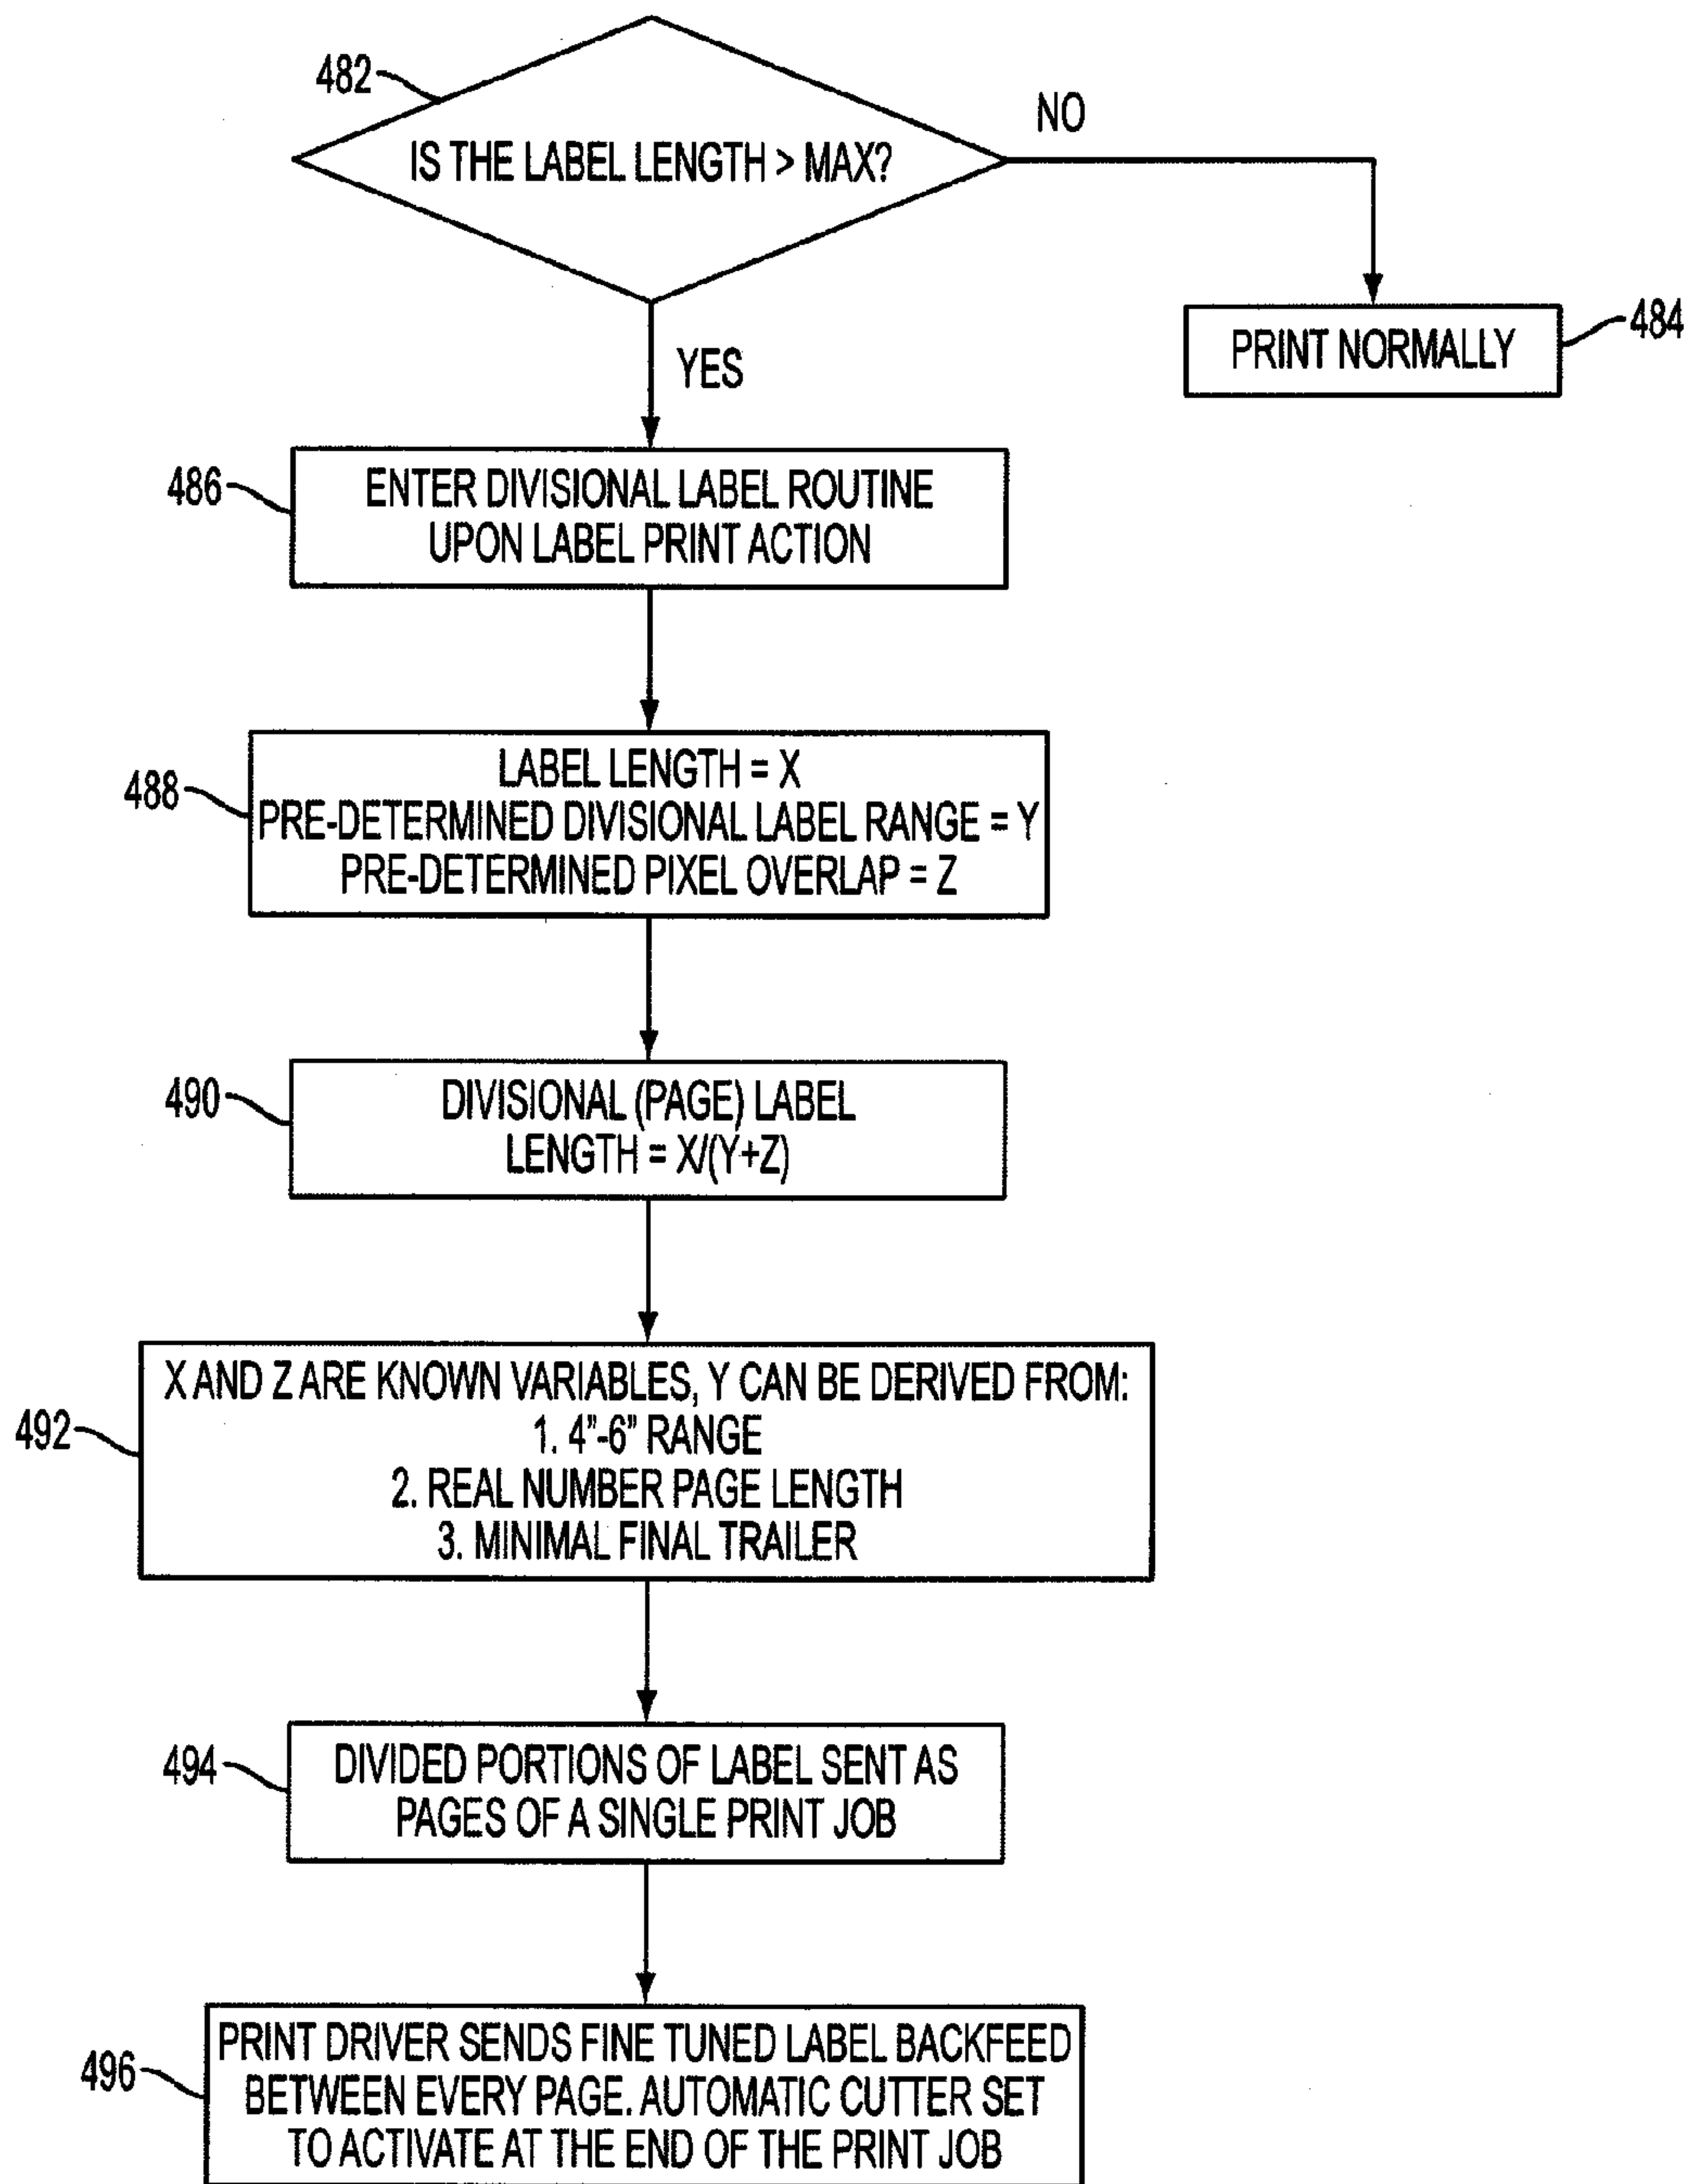 482
IS THE LABEL LENGTH > MAX?
NO
PRINT NORMALLY
484
YES
486
ENTER DIVISIONAL LABEL ROUTINE
UPON LABEL PRINT ACTION
488
LABEL LENGTH = X
PRE-DETERMINED DIVISIONAL LABEL RANGE = Y
PRE-DETERMINED PIXEL OVERLAP = Z
490
DIVISIONAL (PAGE) LABEL
LENGTH = X/(Y+Z)
492
X AND Z ARE KNOWN VARIABLES, Y CAN BE DERIVED FROM:
1. 4"-6" RANGE
2. REAL NUMBER PAGE LENGTH
3. MINIMAL FINAL TRAILER
494
DIVIDED PORTIONS OF LABEL SENT AS
PAGES OF A SINGLE PRINT JOB
496
PRINT DRIVER SENDS FINE TUNED LABEL BACKFEED
BETWEEN EVERY PAGE. AUTOMATIC CUTTER SET
TO ACTIVATE AT THE END OF THE PRINT JOB